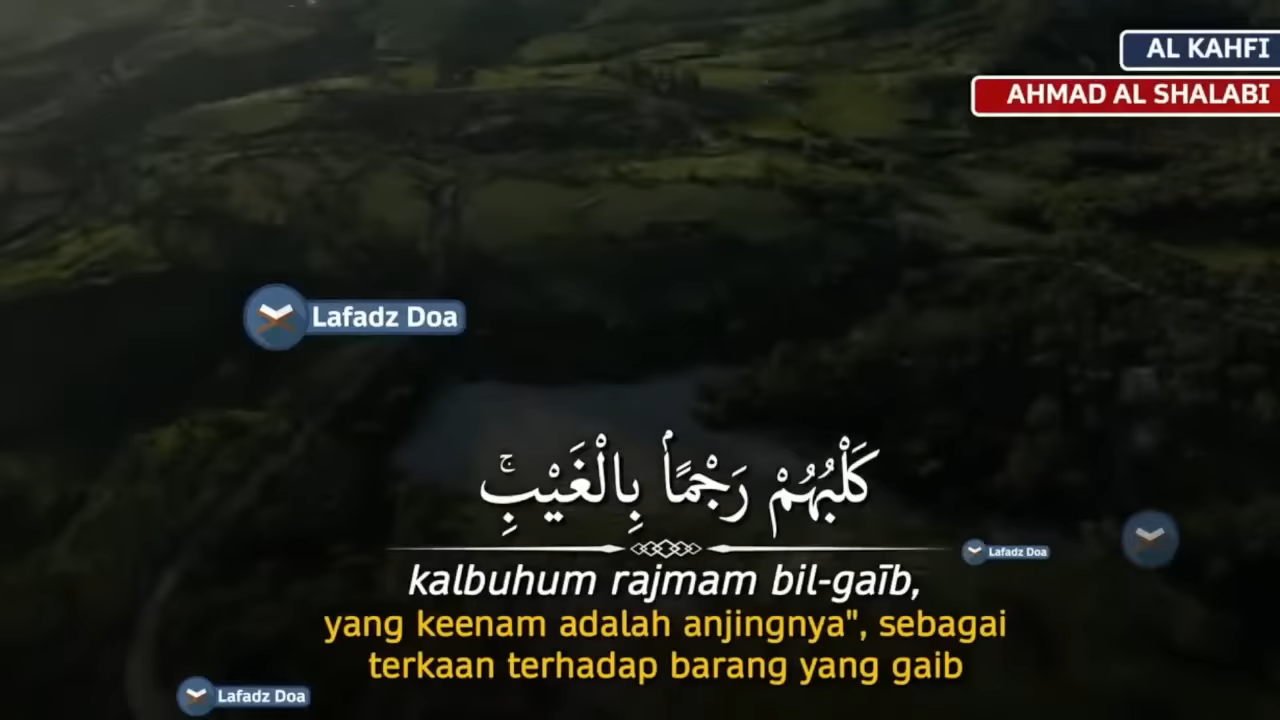 AL KAHFI
AHMAD AL SHALABI
Lafadz Doa
كَلْبُهُمْ رَجْمًاۢ بِالْغَيْبِۚ
Lafadz Doa
kalbuhum rajmam bil-gaīb,
yang keenam adalah anjingnya", sebagai
terkaan terhadap barang yang gaib
Lafadz Doa